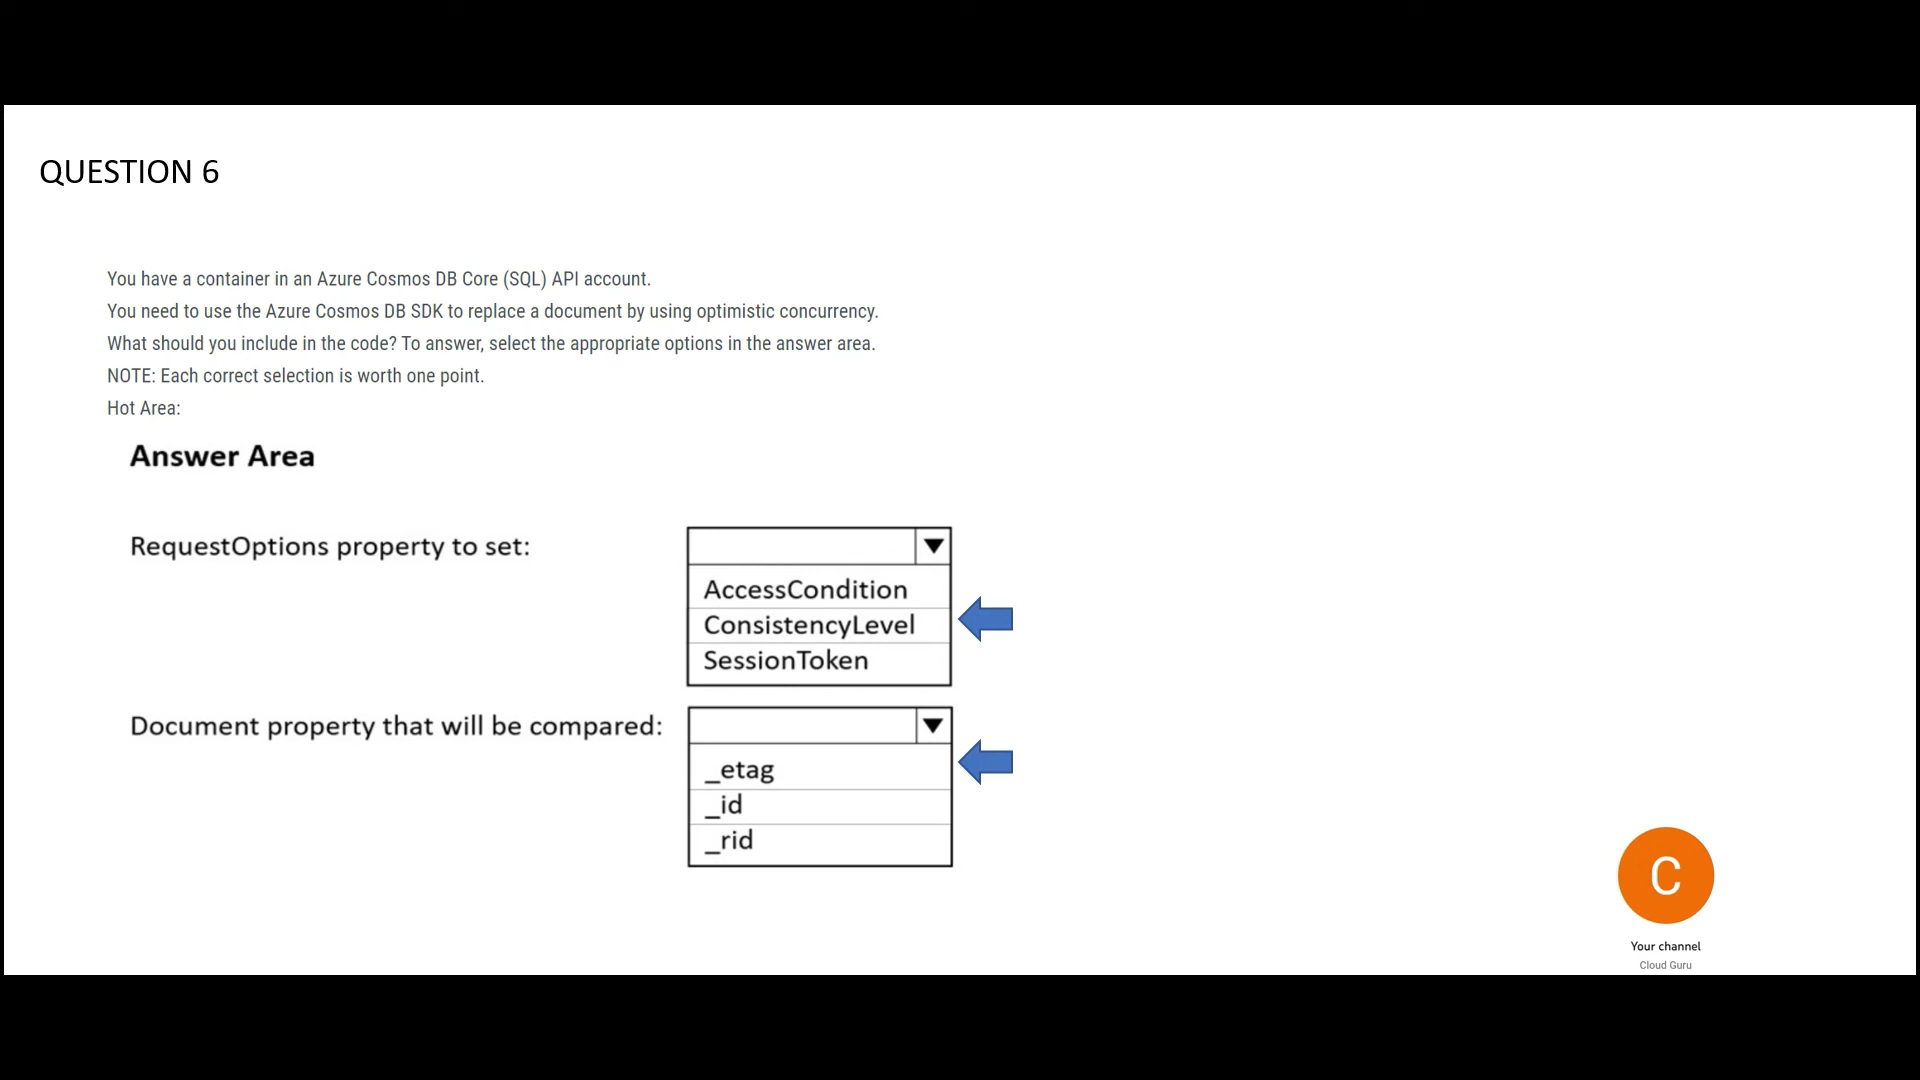 QUESTION 6
You have a container in an Azure Cosmos DB Core (SQL) API account.
You need to use the Azure Cosmos DB SDK to replace a document by using optimistic concurrency.
What should you include in the code? To answer, select the appropriate options in the answer area.
NOTE: Each correct selection is worth one point.
Hot Area:
Answer Area
RequestOptions property to set:
AccessCondition
ConsistencyLevel
SessionToken
Document property that will be compared:
_etag
_id
_rid
C
Your channel
Cloud Guru